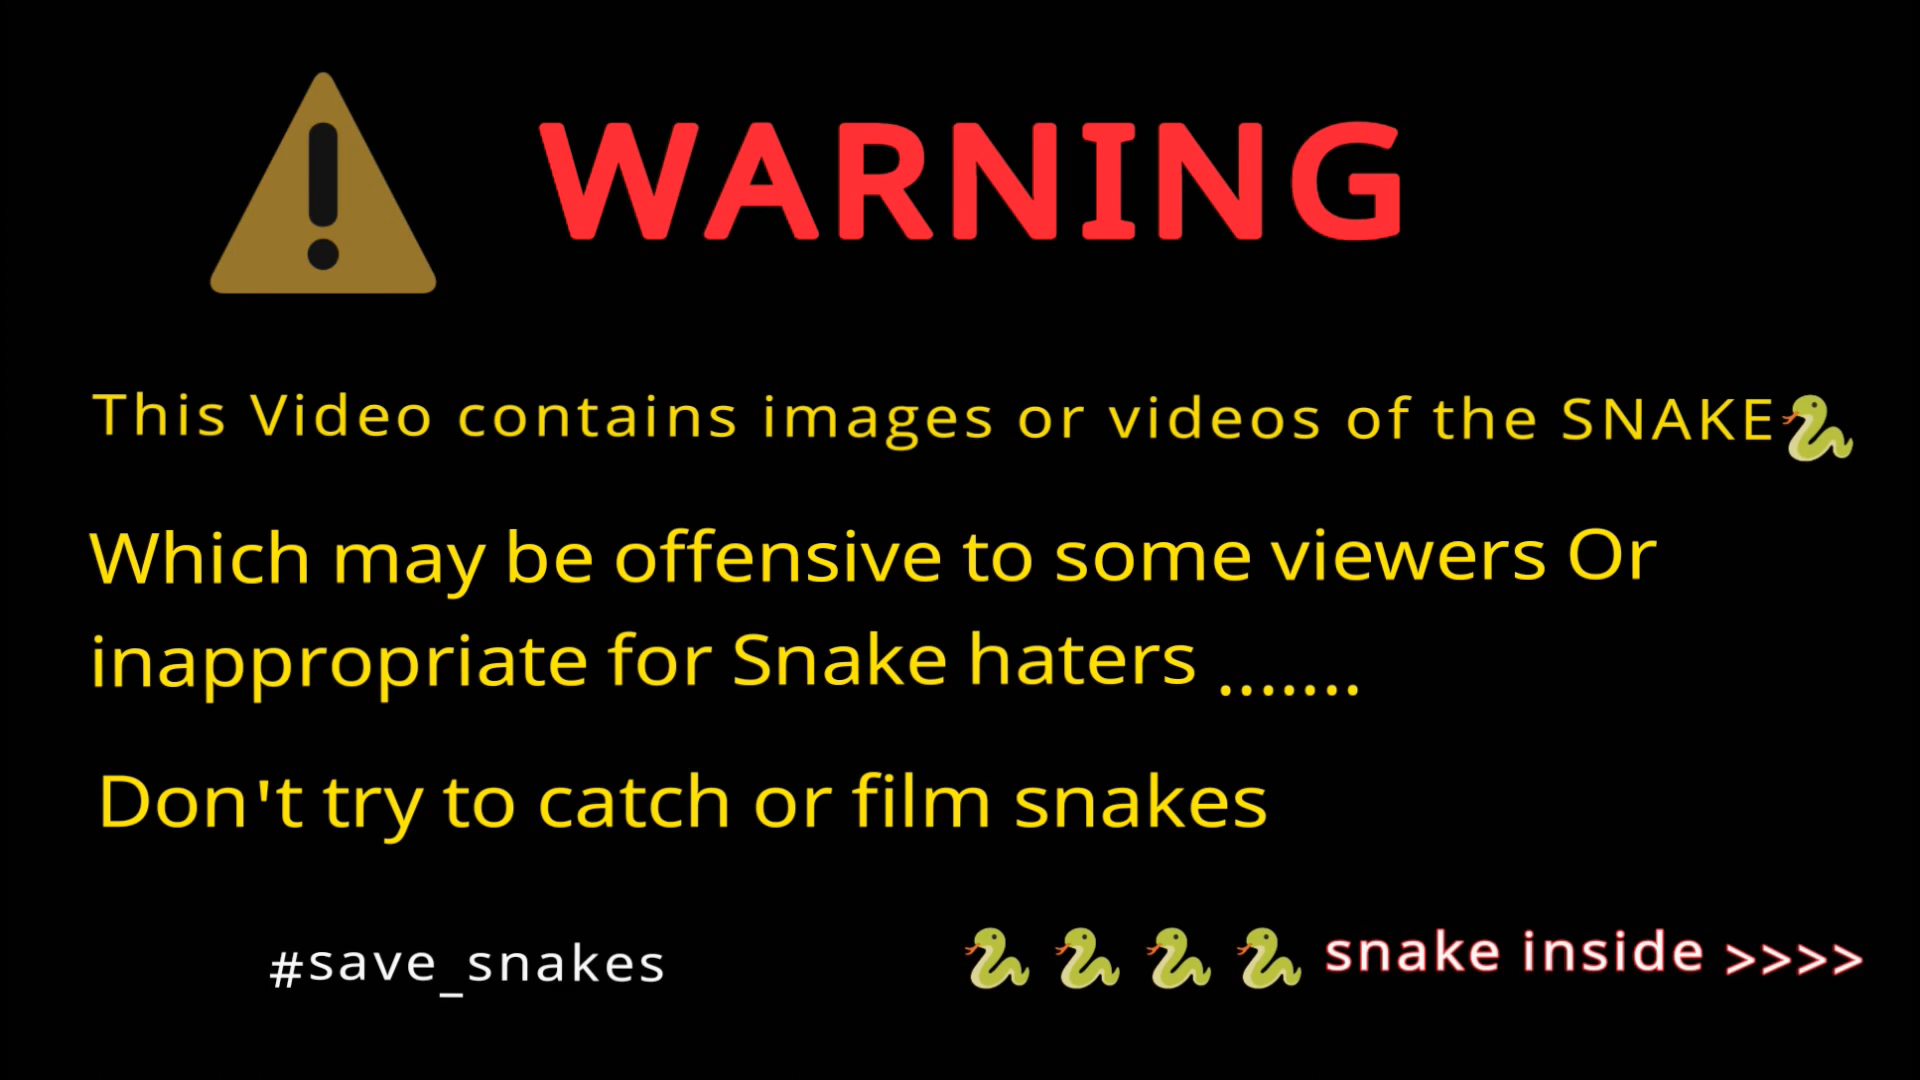 WARNING
This Video contains images or videos of the SNAKE🐍
Which may be offensive to some viewers Or
inappropriate for Snake haters .......
Don't try to catch or film snakes
#save_snakes
🐍 🐍 🐍 🐍 snake inside >>>>